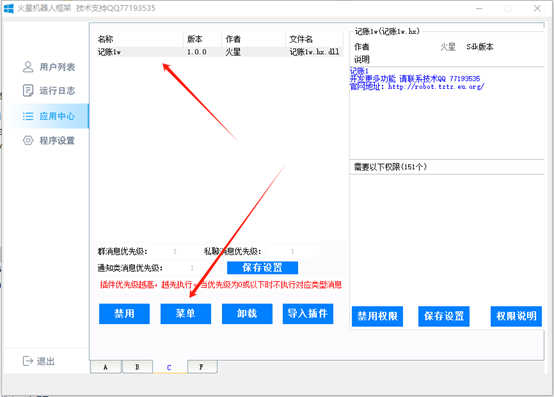 火星机器人框架 技术支持QQ77193535
用户列表
运行日志
应用中心
程序设置
退出
名称 版本 作者 文件名
记账1w 1.0.0 火星 记账1w.hx.dll
群消息优先级: 1 私聊消息优先级: 1
通知类消息优先级: 1 保存设置
插件优先级越高，越先执行，当优先级为0或以下时不执行对应类型消息
禁用 菜单 卸载 导入插件
A B C F
记账1w(记账1w.hx)
作者 火星 Sdk版本
说明
记账1
开发更多功能 请联系技术QQ 77193535
官网地址: http://robot.tztz.eu.org/
需要以下权限(151个)
禁用权限 保存设置 权限说明